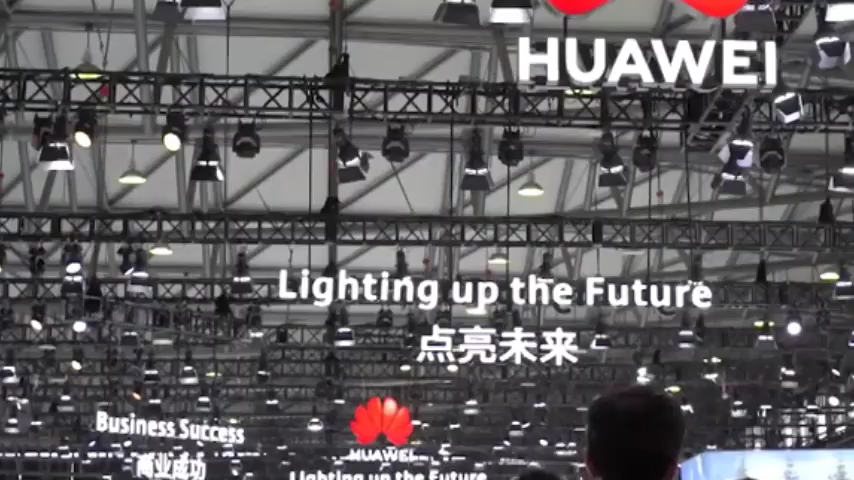 HUAWEI
Lighting up the Future
点亮未来
Business Success
商业成功
HUAWEI
Lighting up the Future